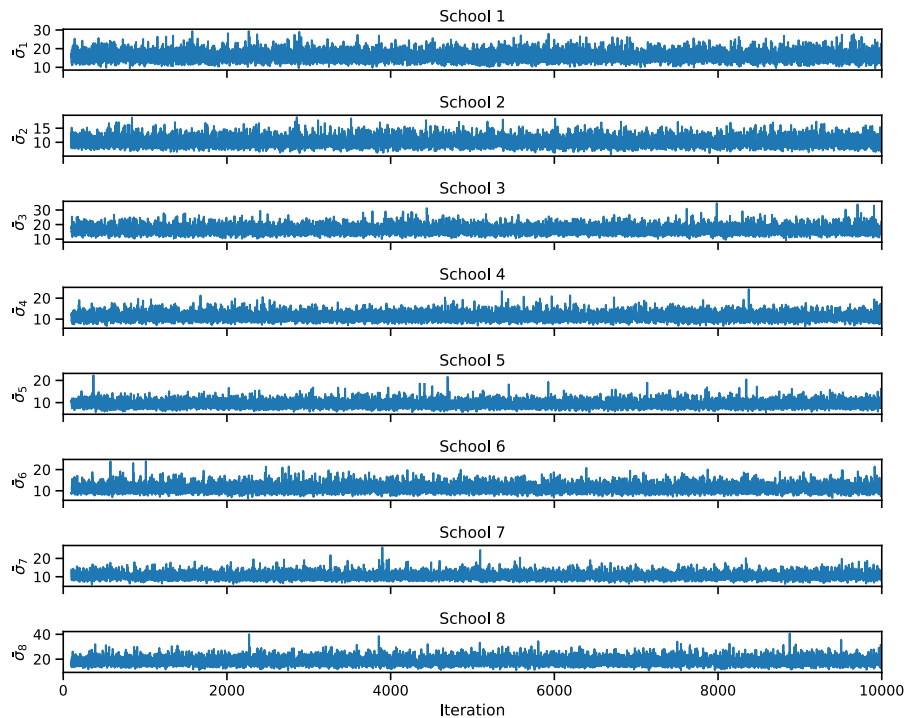 School 1
30
20
10
σ̄₁
School 2
15
10
σ̄₂
School 3
30
20
10
σ̄₃
School 4
20
10
σ̄₄
School 5
20
10
σ̄₅
School 6
20
10
σ̄₆
School 7
20
10
σ̄₇
School 8
40
20
σ̄₈
0 2000 4000 6000 8000 10000
Iteration